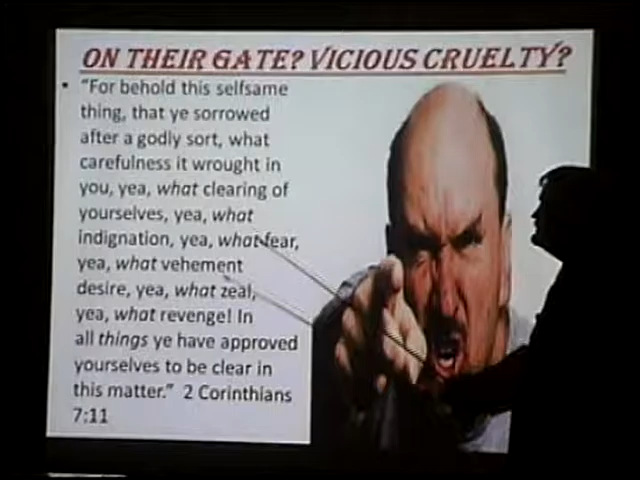 ON THEIR GATE? VICIOUS CRUELTY?
• "For behold this selfsame
thing, that ye sorrowed
after a godly sort, what
carefulness it wrought in
you, yea, what clearing of
yourselves, yea, what
indignation, yea, what fear,
yea, what vehement
desire, yea, what zeal,
yea, what revenge! In
all things ye have approved
yourselves to be clear in
this matter." 2 Corinthians
7:11